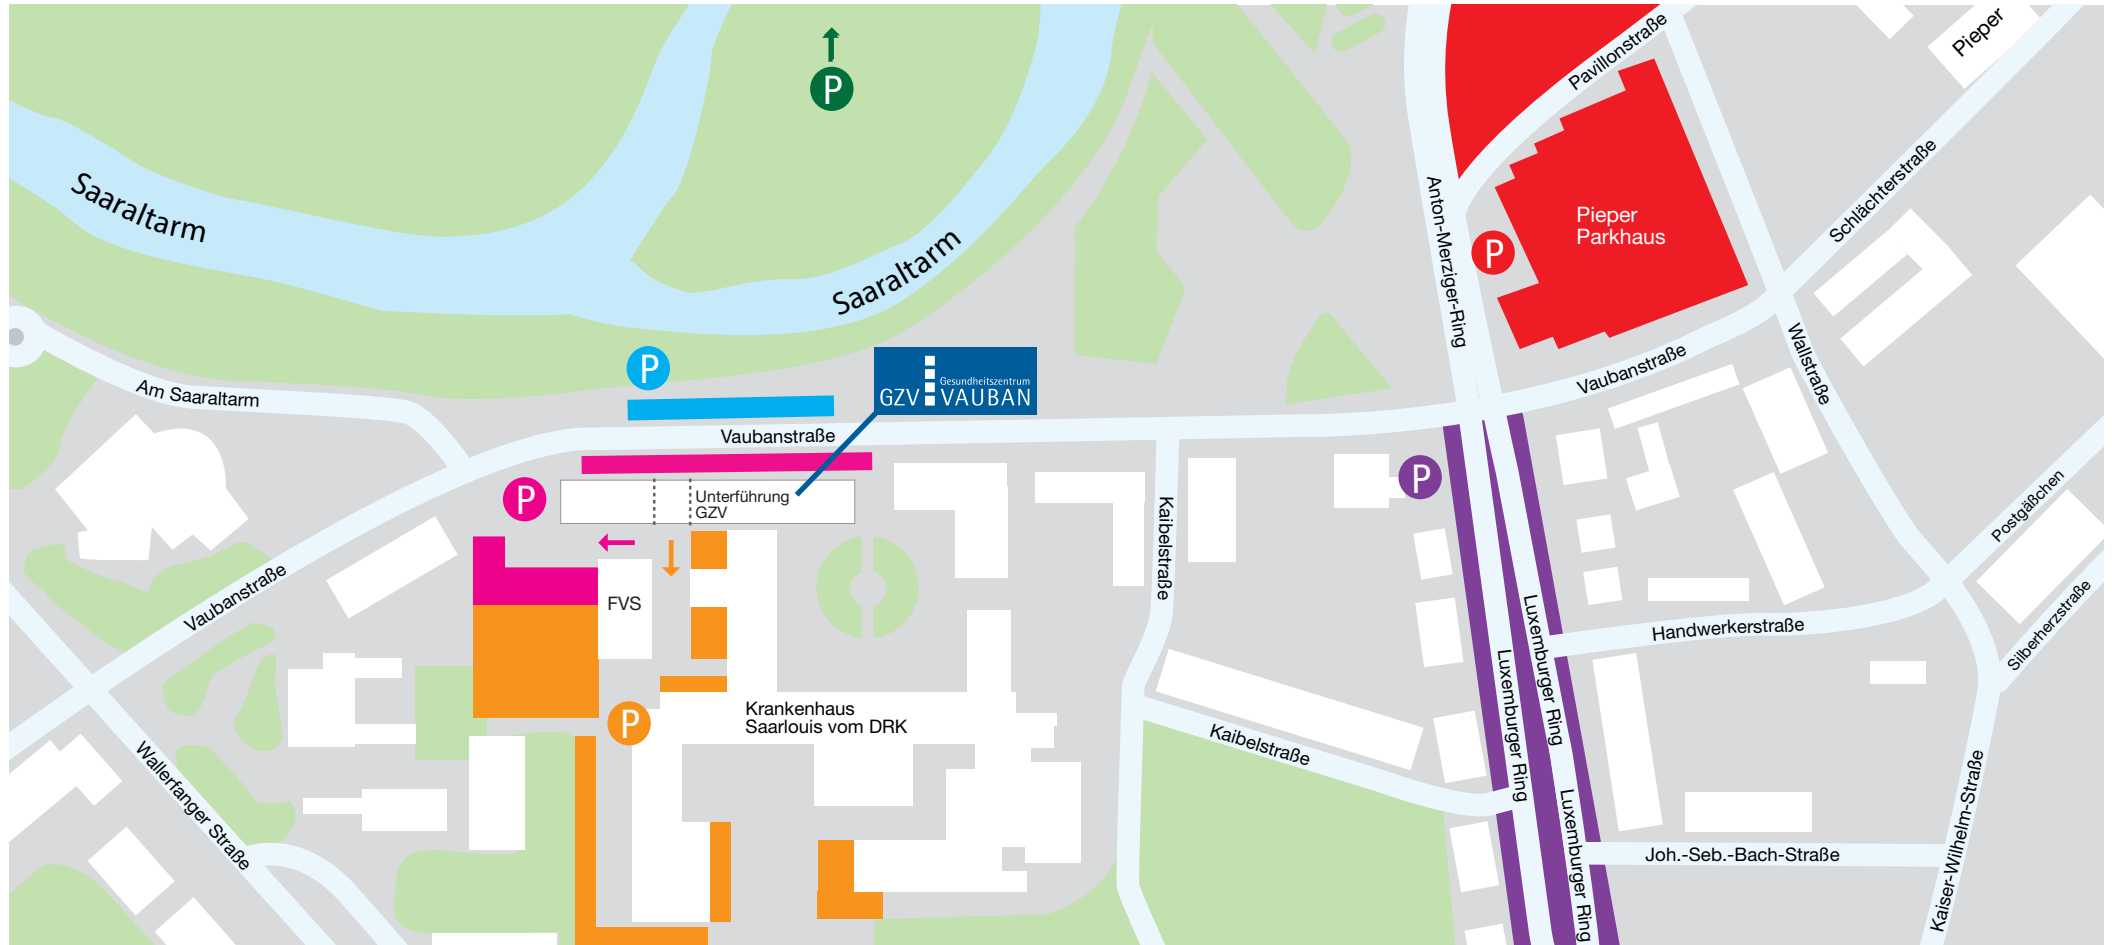 P
Pavillonstraße
Pieper
Saaraltarm
Saaraltarm
Anton-Merziger-Ring
Pieper
Parkhaus
P
Schlächterstraße
P
GZV
Gesundheitszentrum
VAUBAN
Am Saaraltarm
Vaubanstraße
Vaubanstraße
Wallstraße
P
Unterführung
GZV
P
Kaibelstraße
Postgäßchen
Vaubanstraße
FVS
Luxemburger Ring
Handwerkerstraße
Silberherzstraße
P
Krankenhaus
Saarlouis vom DRK
Kaibelstraße
Luxemburger Ring
Wallerfanger Straße
Luxemburger Ring
Joh.-Seb.-Bach-Straße
Kaiser-Wilhelm-Straße